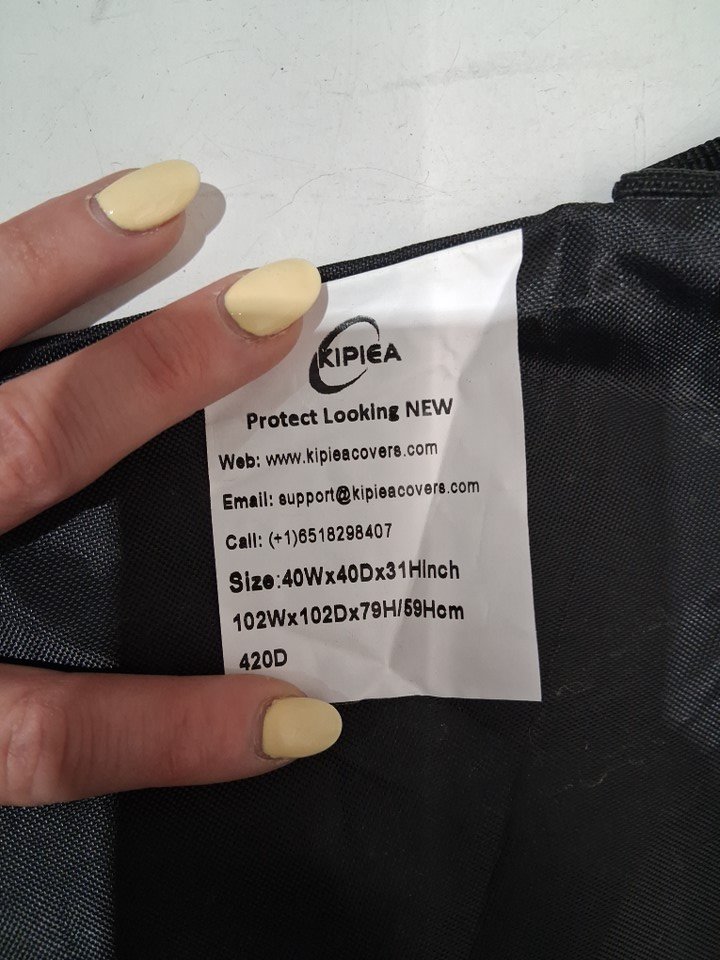 KIPIEA
Protect Looking NEW
Web: www.kipieacovers.com
Email: support@kipieacovers.com
Call: (+1)6518298407
Size:40Wx40Dx31HInch
102Wx102Dx79H/59Hcm
420D